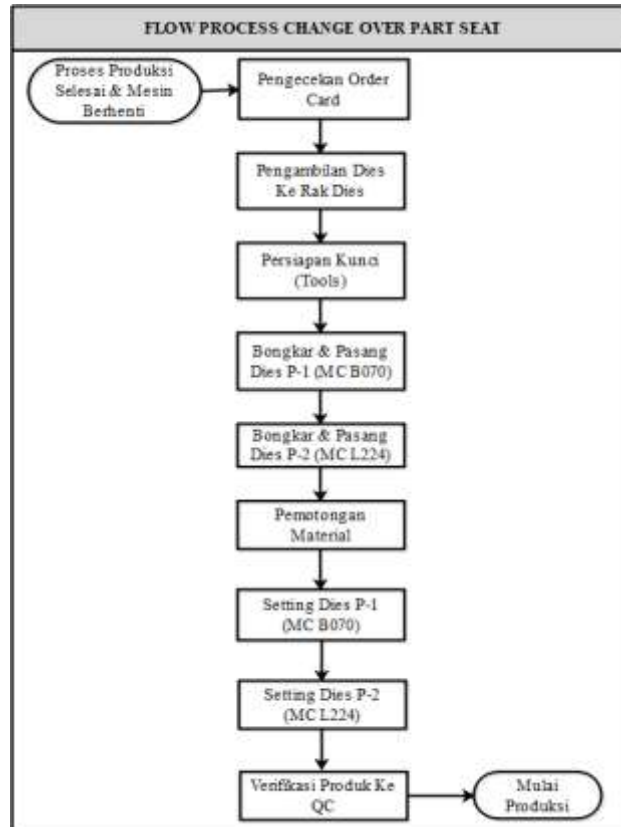 FLOW PROCESS CHANGE OVER PART SEAT
Proses Produksi
Selesai & Mesin
Berhenti
Pengecekan Order
Card
Pengambilan Dies
Ke Rak Dies
Persiapan Kunci
(Tools)
Bongkar & Pasang
Dies P-1 (MC B070)
Bongkar & Pasang
Dies P-2 (MC L224)
Pemotongan
Material
Setting Dies P-1
(MC B070)
Setting Dies P-2
(MC L224)
Verifikasi Produk Ke
QC
Mulai
Produksi